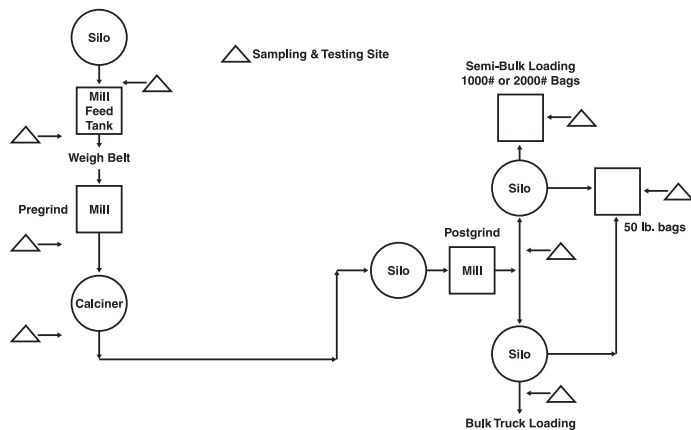 Silo
Sampling & Testing Site
Mill
Feed
Tank
Weigh Belt
Pregrind
Mill
Calciner
Silo
Postgrind
Mill
Semi-Bulk Loading
1000# or 2000# Bags
Silo
50 lb. bags
Silo
Bulk Truck Loading